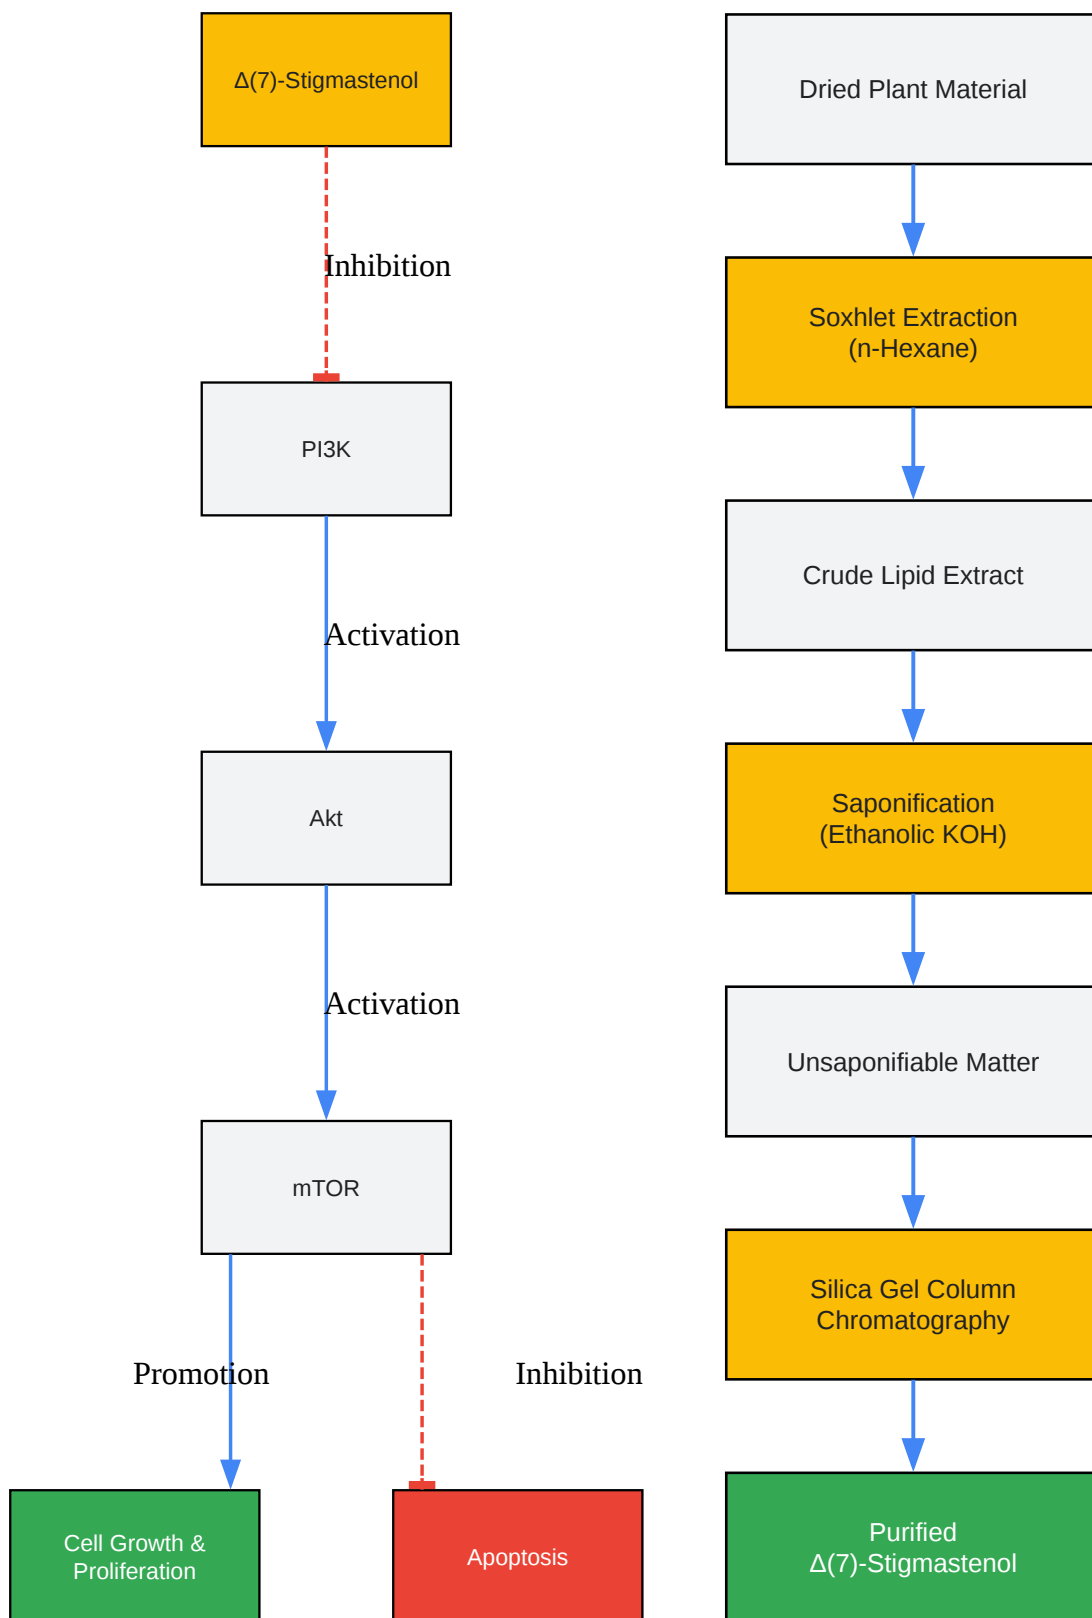 Δ(7)-Stigmastenol
Inhibition
PI3K
Activation
Akt
Activation
mTOR
Promotion
Inhibition
Cell Growth &
Proliferation
Apoptosis
Dried Plant Material
Soxhlet Extraction
(n-Hexane)
Crude Lipid Extract
Saponification
(Ethanolic KOH)
Unsaponifiable Matter
Silica Gel Column
Chromatography
Purified
Δ(7)-Stigmastenol